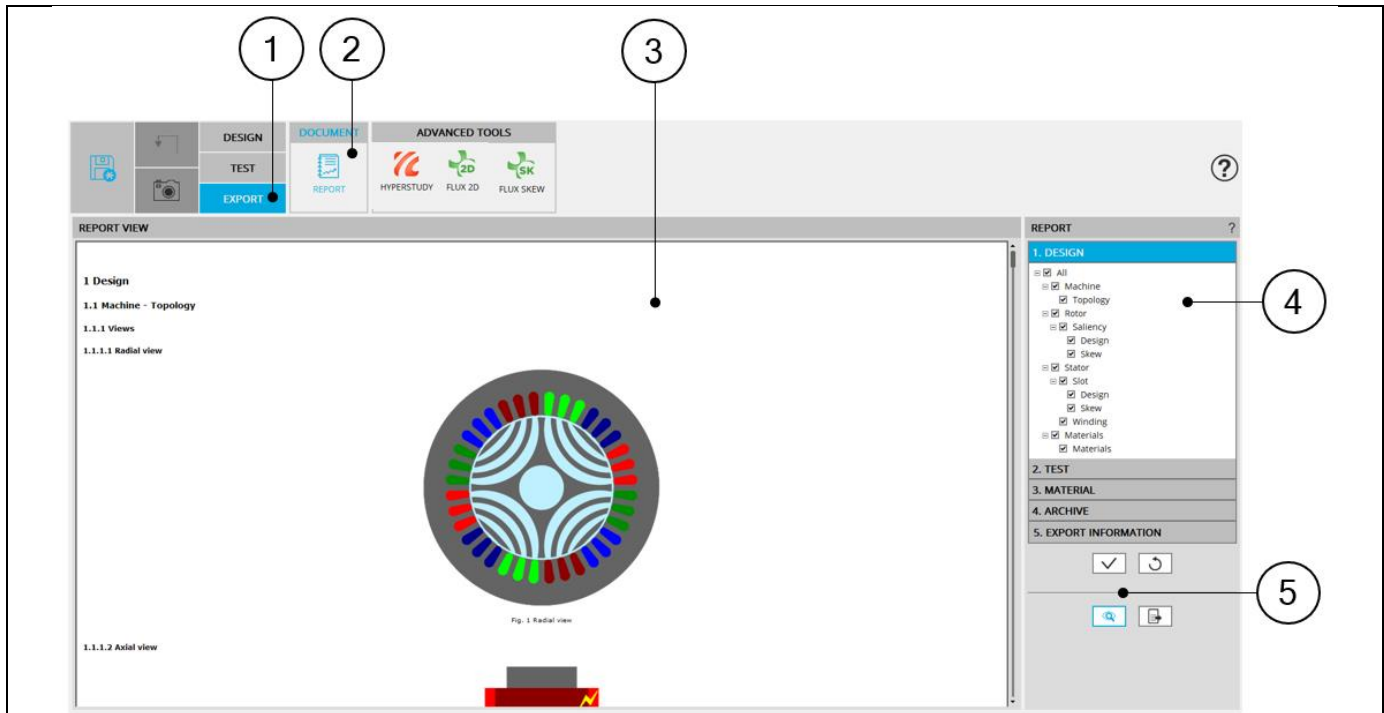 1
2
3
DESIGN
DOCUMENT
ADVANCED TOOLS
TEST
2D
SK
REPORT
HYPERSTUDY
FLUX 2D
FLUX SKEW
EXPORT
?
REPORT VIEW
REPORT
?
1. DESIGN
All
Machine
Topology
Rotor
Saliency
Design
Skew
Stator
Slot
Design
Skew
Winding
Materials
Materials
4
2. TEST
3. MATERIAL
4. ARCHIVE
5. EXPORT INFORMATION
5
1 Design
1.1 Machine - Topology
1.1.1 Views
1.1.1.1 Radial view
Fig. 1 Radial view
1.1.1.2 Axial view